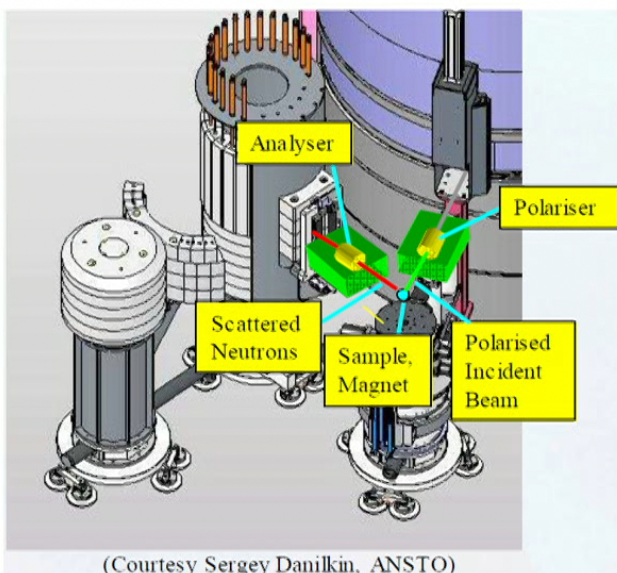 Analyser
Polariser
Scattered
Neutrons
Sample,
Magnet
Polarised
Incident
Beam
(Courtesy Sergey Danilkin, ANSTO)